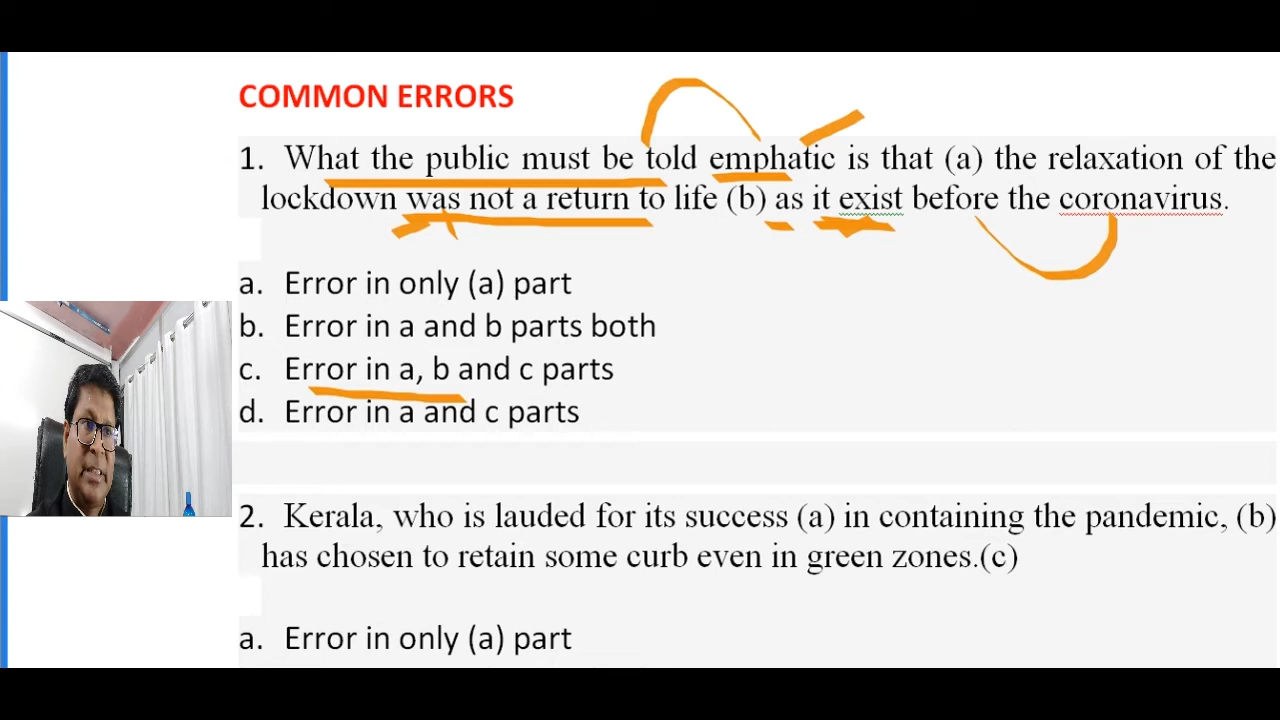 COMMON ERRORS
1. What the public must be told emphatic is that (a) the relaxation of the
lockdown was not a return to life (b) as it exist before the coronavirus.
a. Error in only (a) part
b. Error in a and b parts both
c. Error in a, b and c parts
d. Error in a and c parts
2. Kerala, who is lauded for its success (a) in containing the pandemic, (b)
has chosen to retain some curb even in green zones.(c)
a. Error in only (a) part